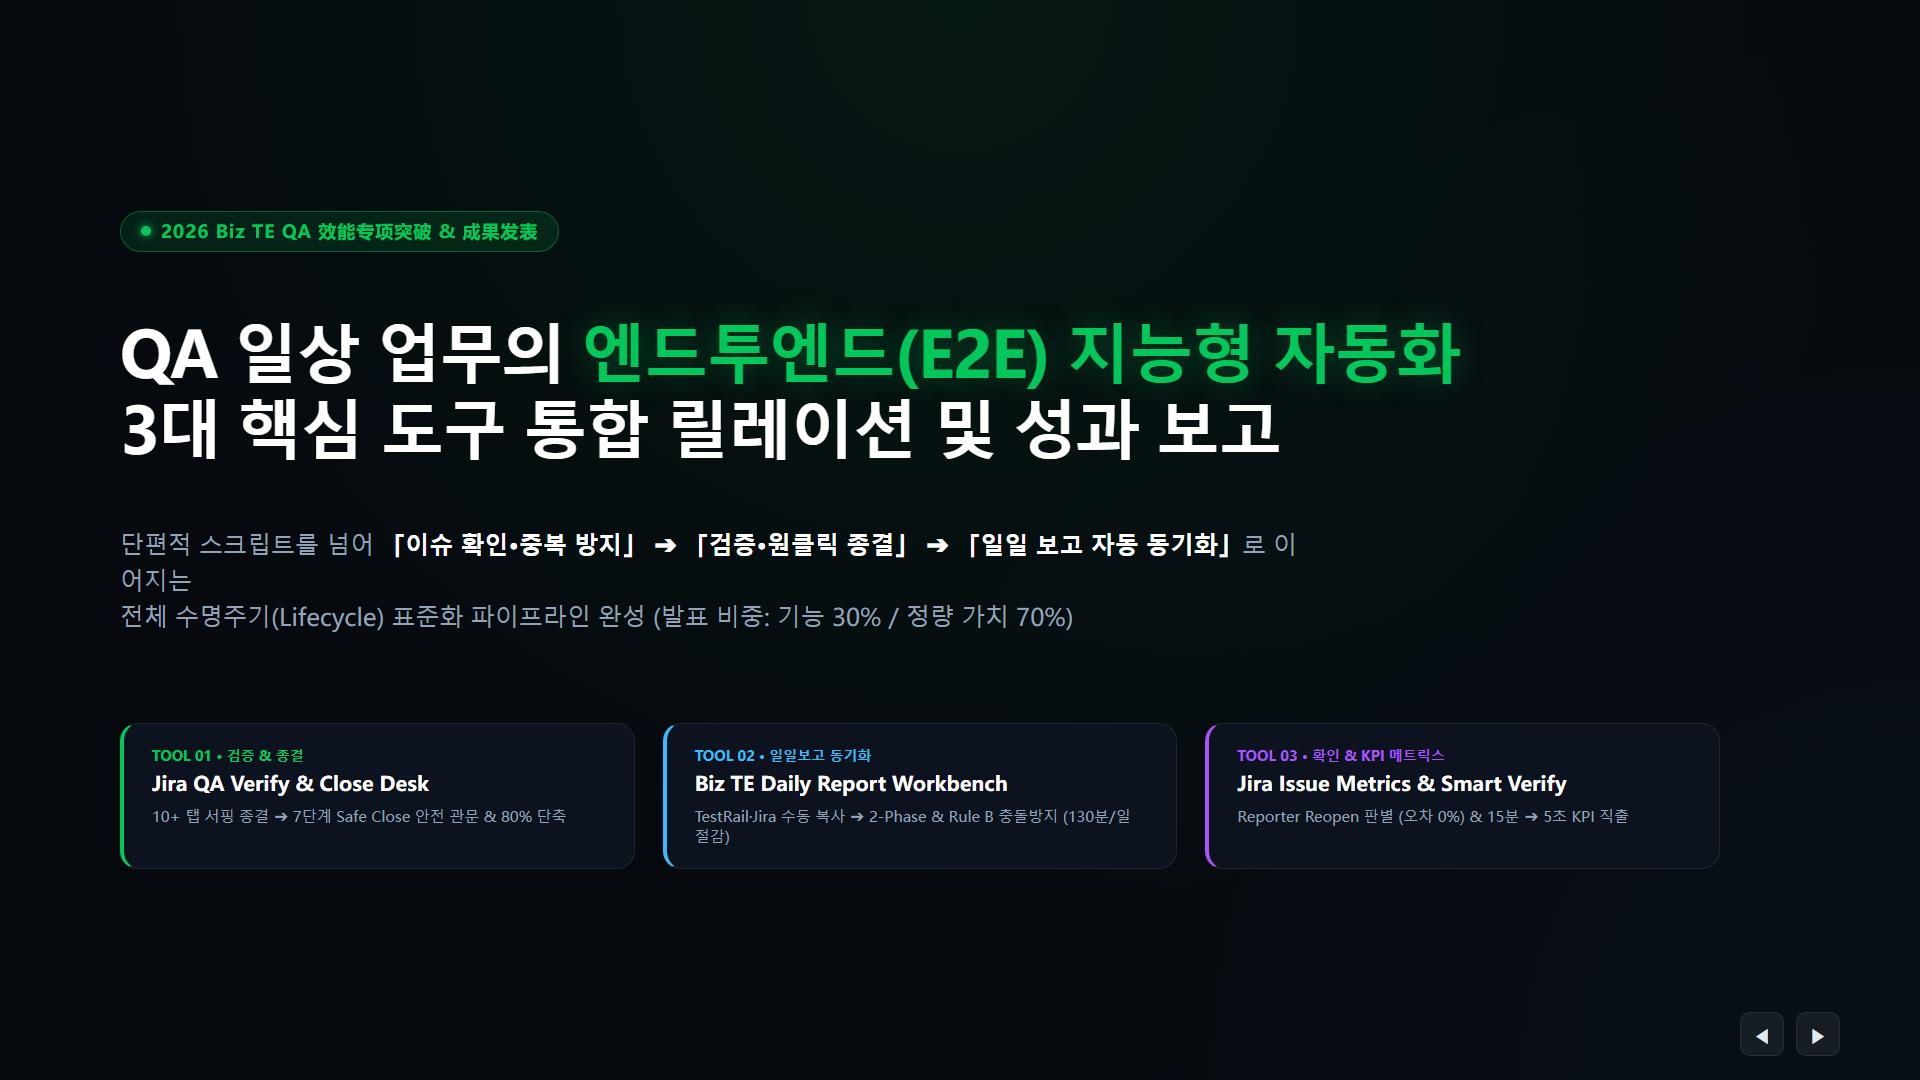 2026 Biz TE QA 效能专项突破 & 成果发表
QA 일상 업무의 엔드투엔드(E2E) 지능형 자동화
3대 핵심 도구 통합 릴레이션 및 성과 보고
단편적 스크립트를 넘어 「이슈 확인·중복 방지」 ➔ 「검증·원클릭 종결」 ➔ 「일일 보고 자동 동기화」로 이
어지는
전체 수명주기(Lifecycle) 표준화 파이프라인 완성 (발표 비중: 기능 30% / 정량 가치 70%)
TOOL 01 • 검증 & 종결
Jira QA Verify & Close Desk
10+ 탭 서핑 종결 ➔ 7단계 Safe Close 안전 관문 & 80% 단축
TOOL 02 • 일일보고 동기화
Biz TE Daily Report Workbench
TestRail·Jira 수동 복사 ➔ 2-Phase & Rule B 충돌방지 (130분/일
절감)
TOOL 03 • 확인 & KPI 메트릭스
Jira Issue Metrics & Smart Verify
Reporter Reopen 판별 (오차 0%) & 15분 ➔ 5초 KPI 직출